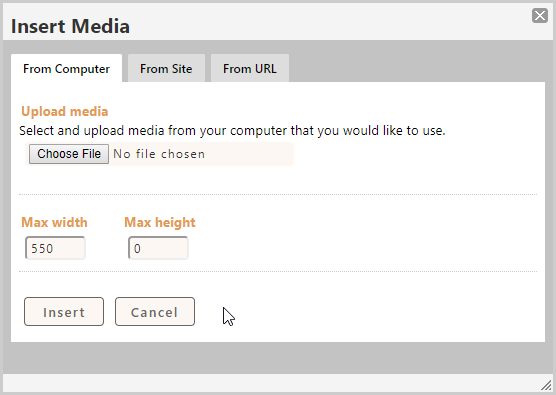 Insert Media
From Computer From Site From URL
Upload media
Select and upload media from your computer that you would like to use.
Choose File No file chosen
Max width Max height
550 0
Insert Cancel